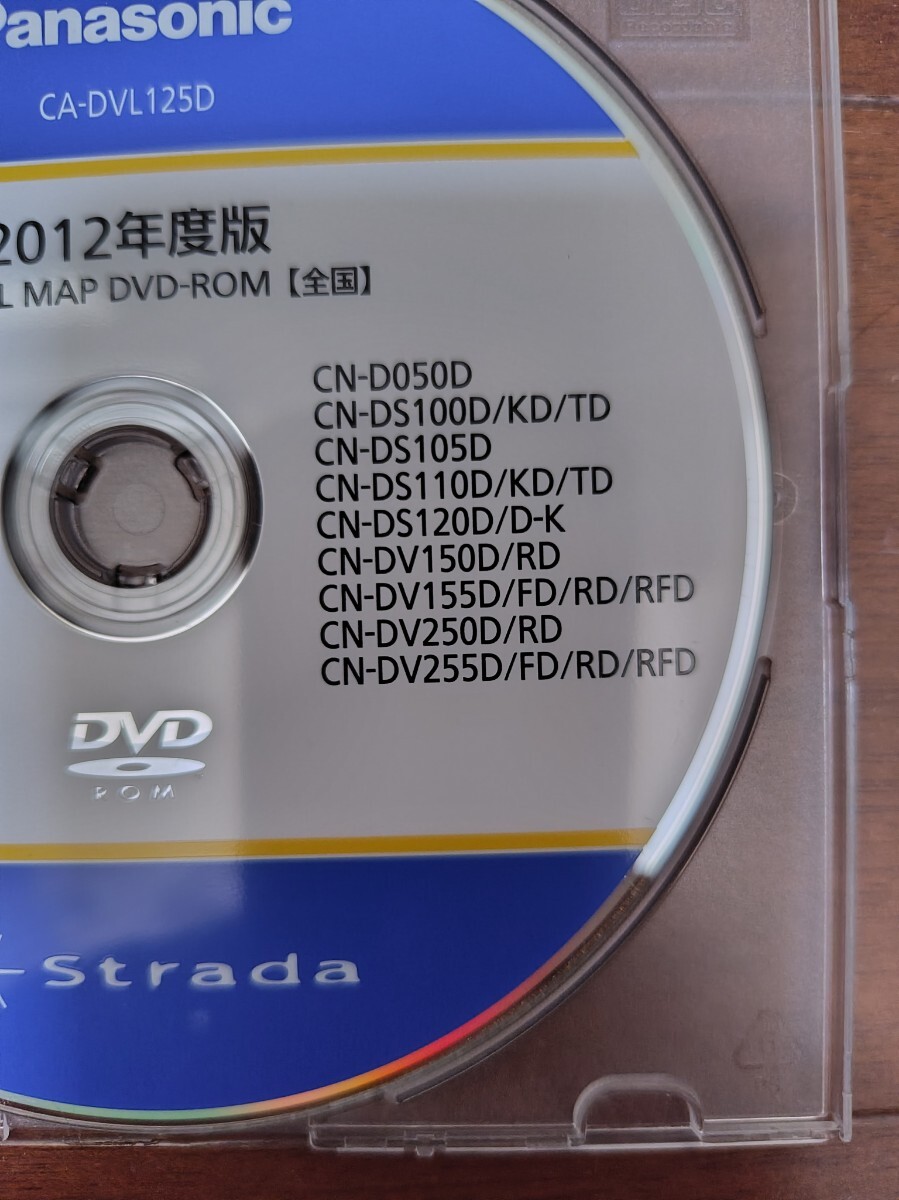 Panasonic
CA-DVL125D
2012年度版
L MAP DVD-ROM【全国】
CN-D050D
CN-DS100D/KD/TD
CN-DS105D
CN-DS110D/KD/TD
CN-DS120D/D-K
CN-DV150D/RD
CN-DV155D/FD/RD/RFD
CN-DV250D/RD
CN-DV255D/FD/RD/RFD
DVD
ROM
Strada